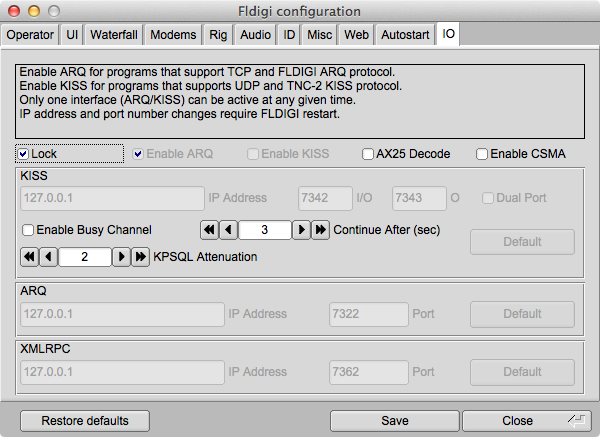 Fldigi configuration
Operator UI Waterfall Modems Rig Audio ID Misc Web Autostart IO
Enable ARQ for programs that support TCP and FLDIGI ARQ protocol.
Enable KISS for programs that supports UDP and TNC-2 KISS protocol.
Only one interface (ARQ/KISS) can be active at any given time.
IP address and port number changes require FLDIGI restart.
Lock Enable ARQ Enable KISS AX25 Decode Enable CSMA
KISS
127.0.0.1 IP Address 7342 I/O 7343 O Dual Port
Enable Busy Channel 3 Continue After (sec) Default
2 KPSQL Attenuation
ARQ
127.0.0.1 IP Address 7322 Port Default
XMLRPC
127.0.0.1 IP Address 7362 Port Default
Restore defaults Save Close